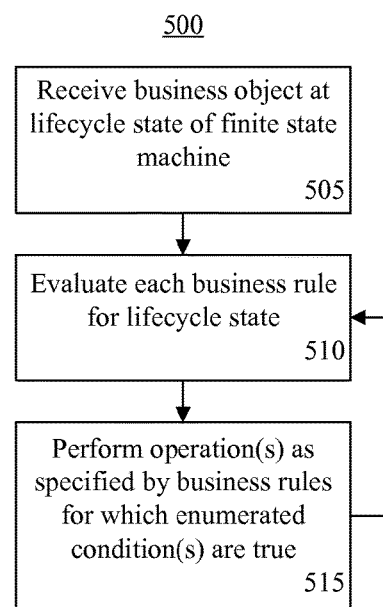 500
Receive business object at
lifecycle state of finite state
machine
505
Evaluate each business rule
for lifecycle state
510
Perform operation(s) as
specified by business rules
for which enumerated
condition(s) are true
515